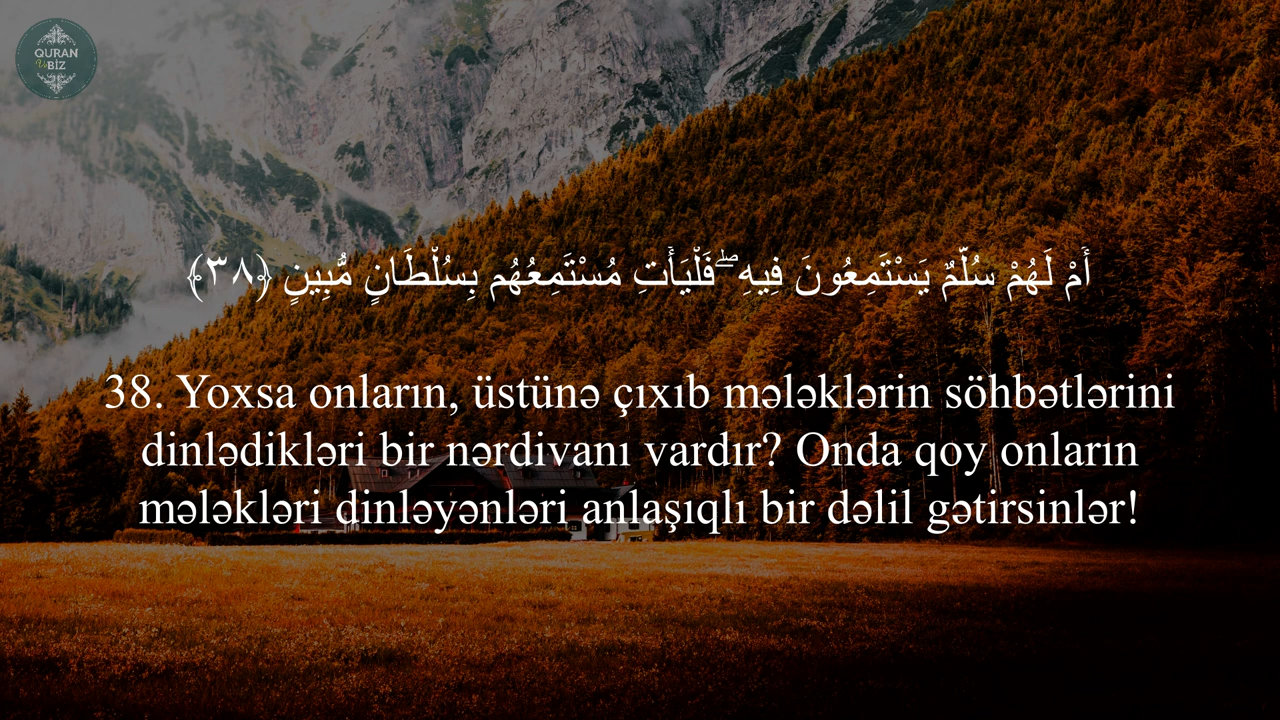 QURAN
Və BİZ
أَمْ لَهُمْ سُلَّمٌ يَسْتَمِعُونَ فِيهِ ۖ فَلْيَأْتِ مُسْتَمِعُهُم بِسُلْطَانٍ مُّبِينٍ ﴿٣٨﴾
38. Yoxsa onların, üstünə çıxıb mələklərin söhbətlərini
dinlədikləri bir nərdivanı vardır? Onda qoy onların
mələkləri dinləyənləri anlaşıqlı bir dəlil gətirsinlər!